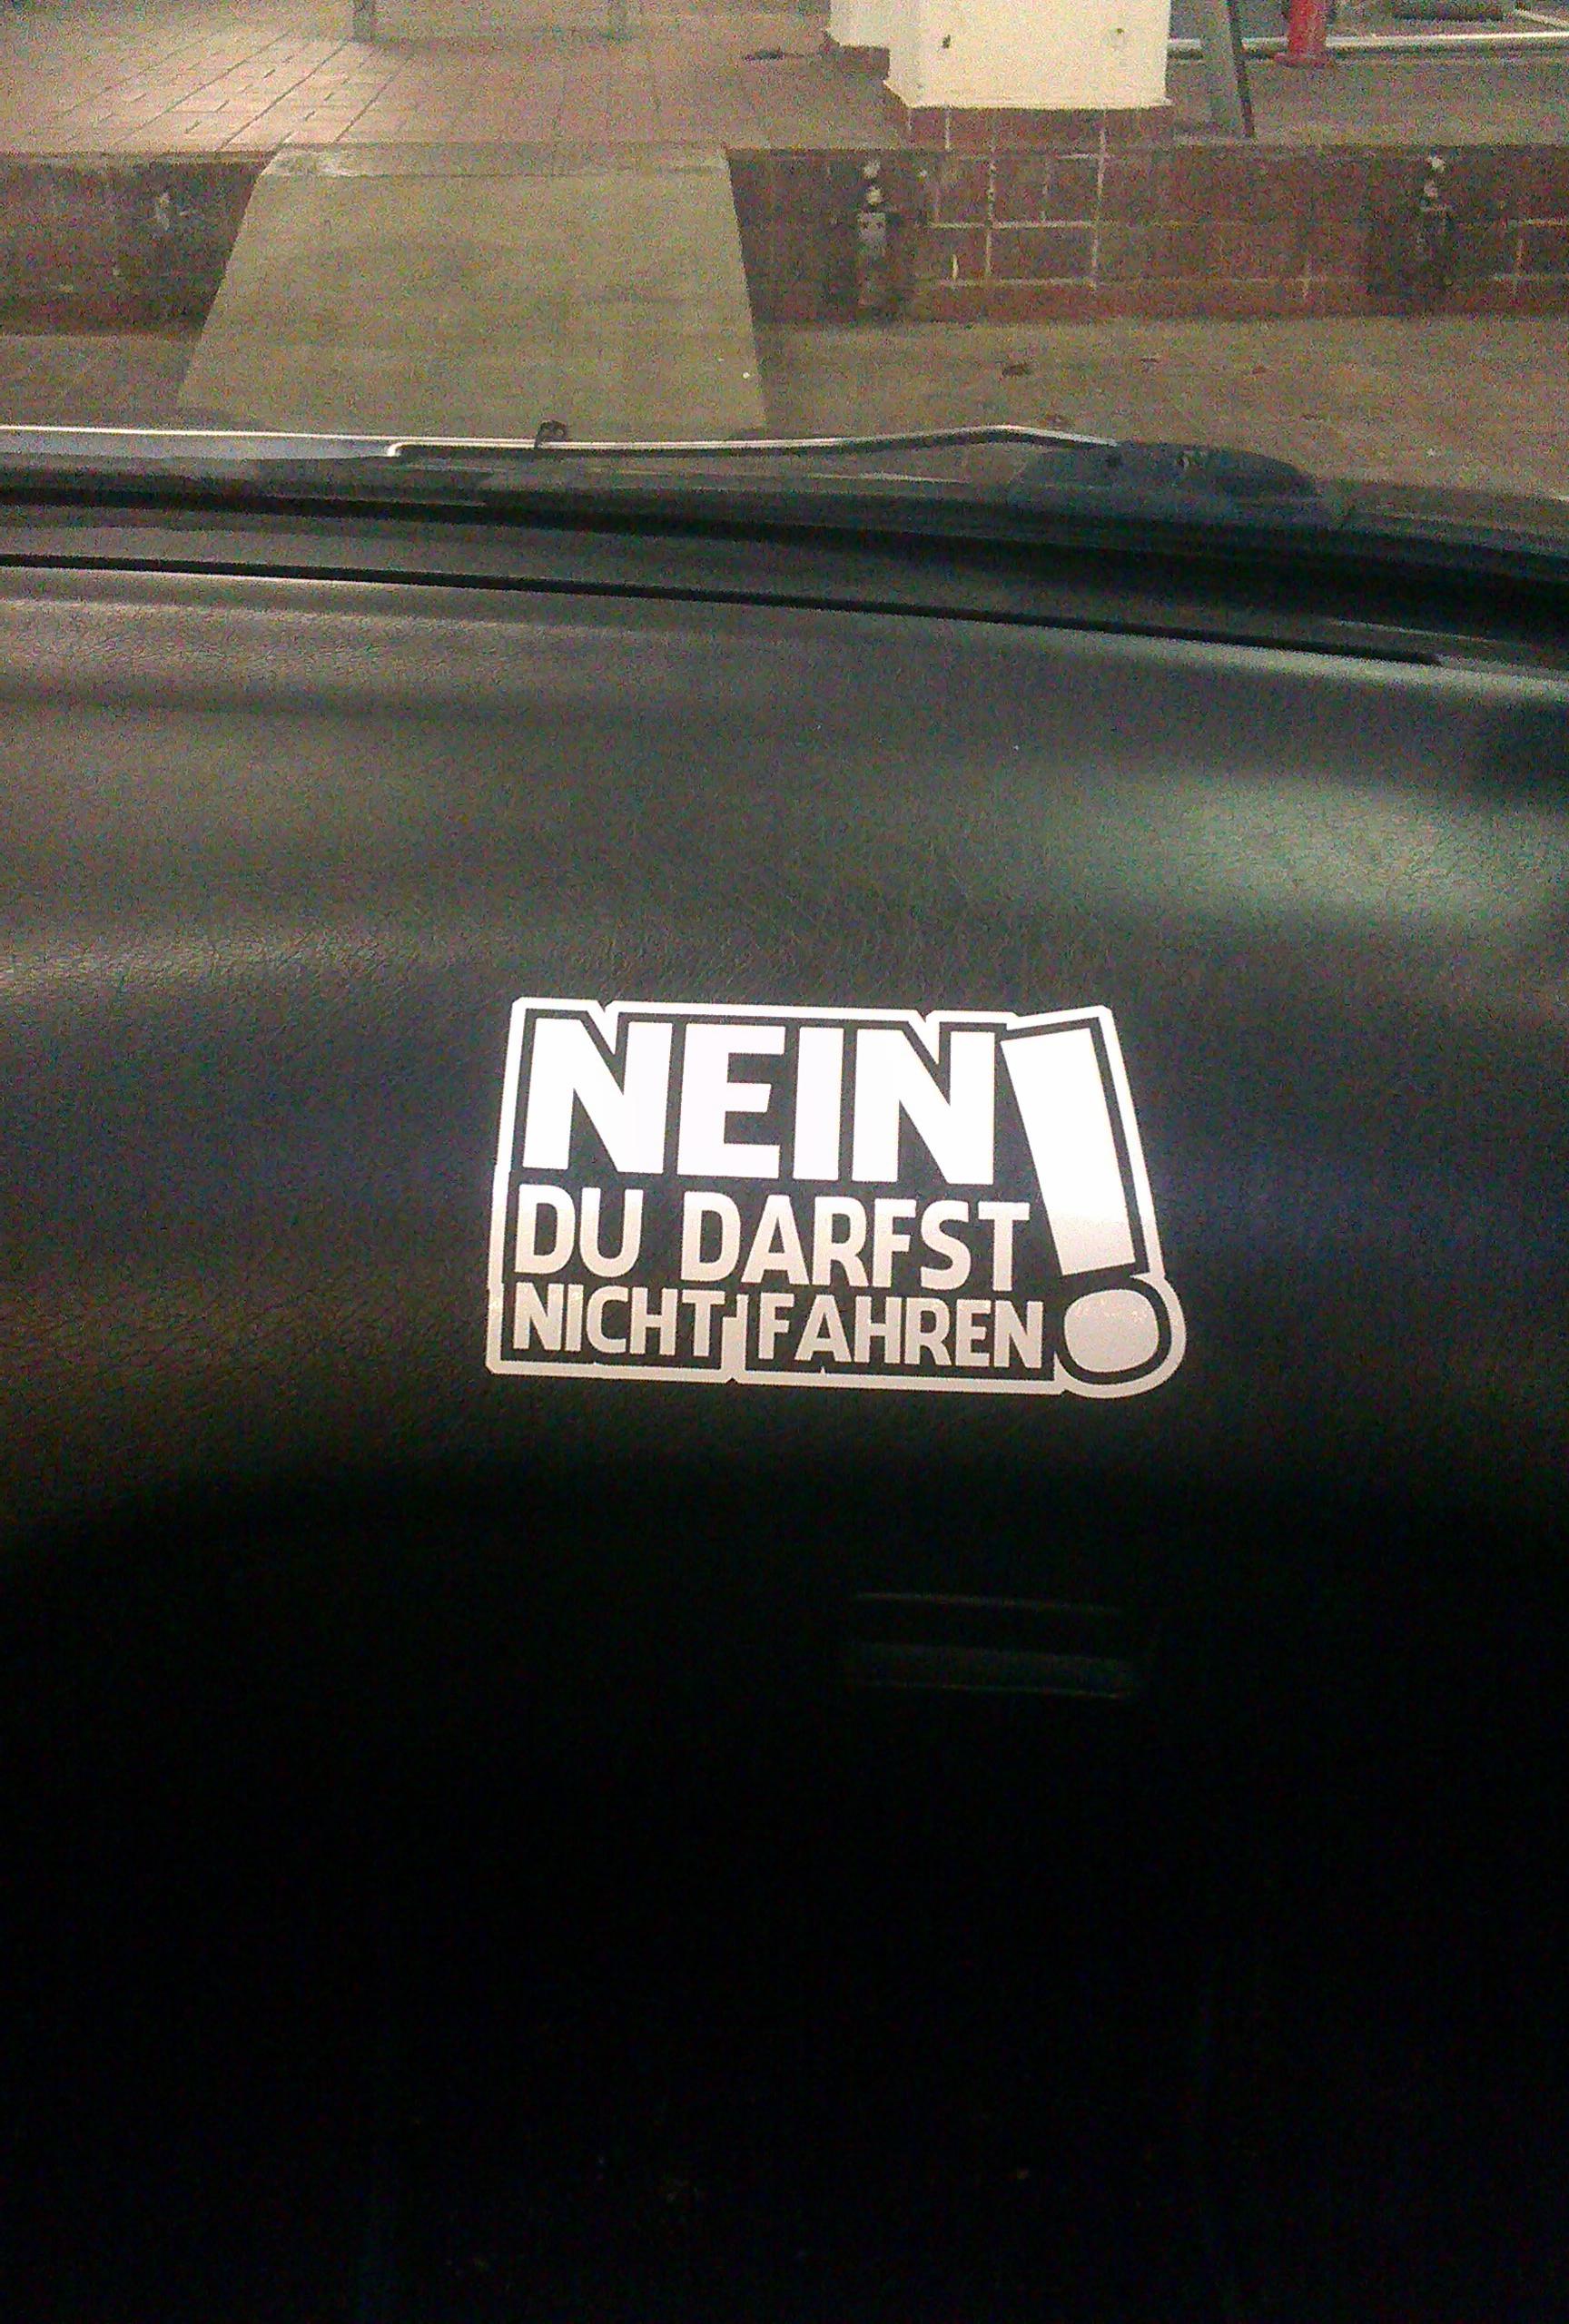 NEIN!
DU DARFST
NICHT FAHREN